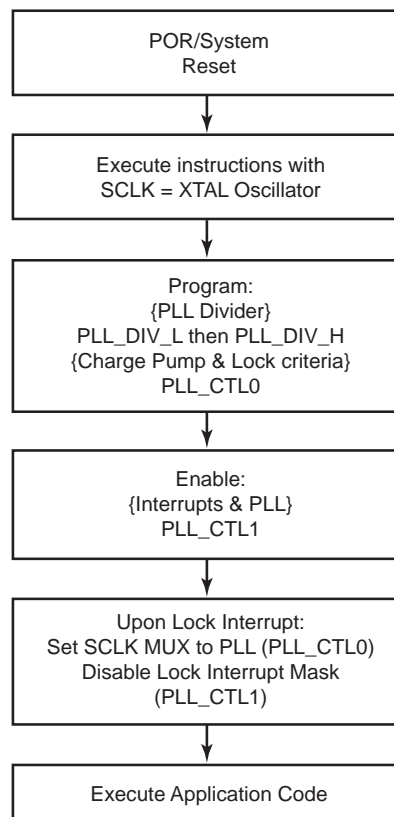 POR/System
Reset
Execute instructions with
SCLK = XTAL Oscillator
Program:
{PLL Divider}
PLL_DIV_L then PLL_DIV_H
{Charge Pump & Lock criteria}
PLL_CTL0
Enable:
{Interrupts & PLL}
PLL_CTL1
Upon Lock Interrupt:
Set SCLK MUX to PLL (PLL_CTL0)
Disable Lock Interrupt Mask
(PLL_CTL1)
Execute Application Code